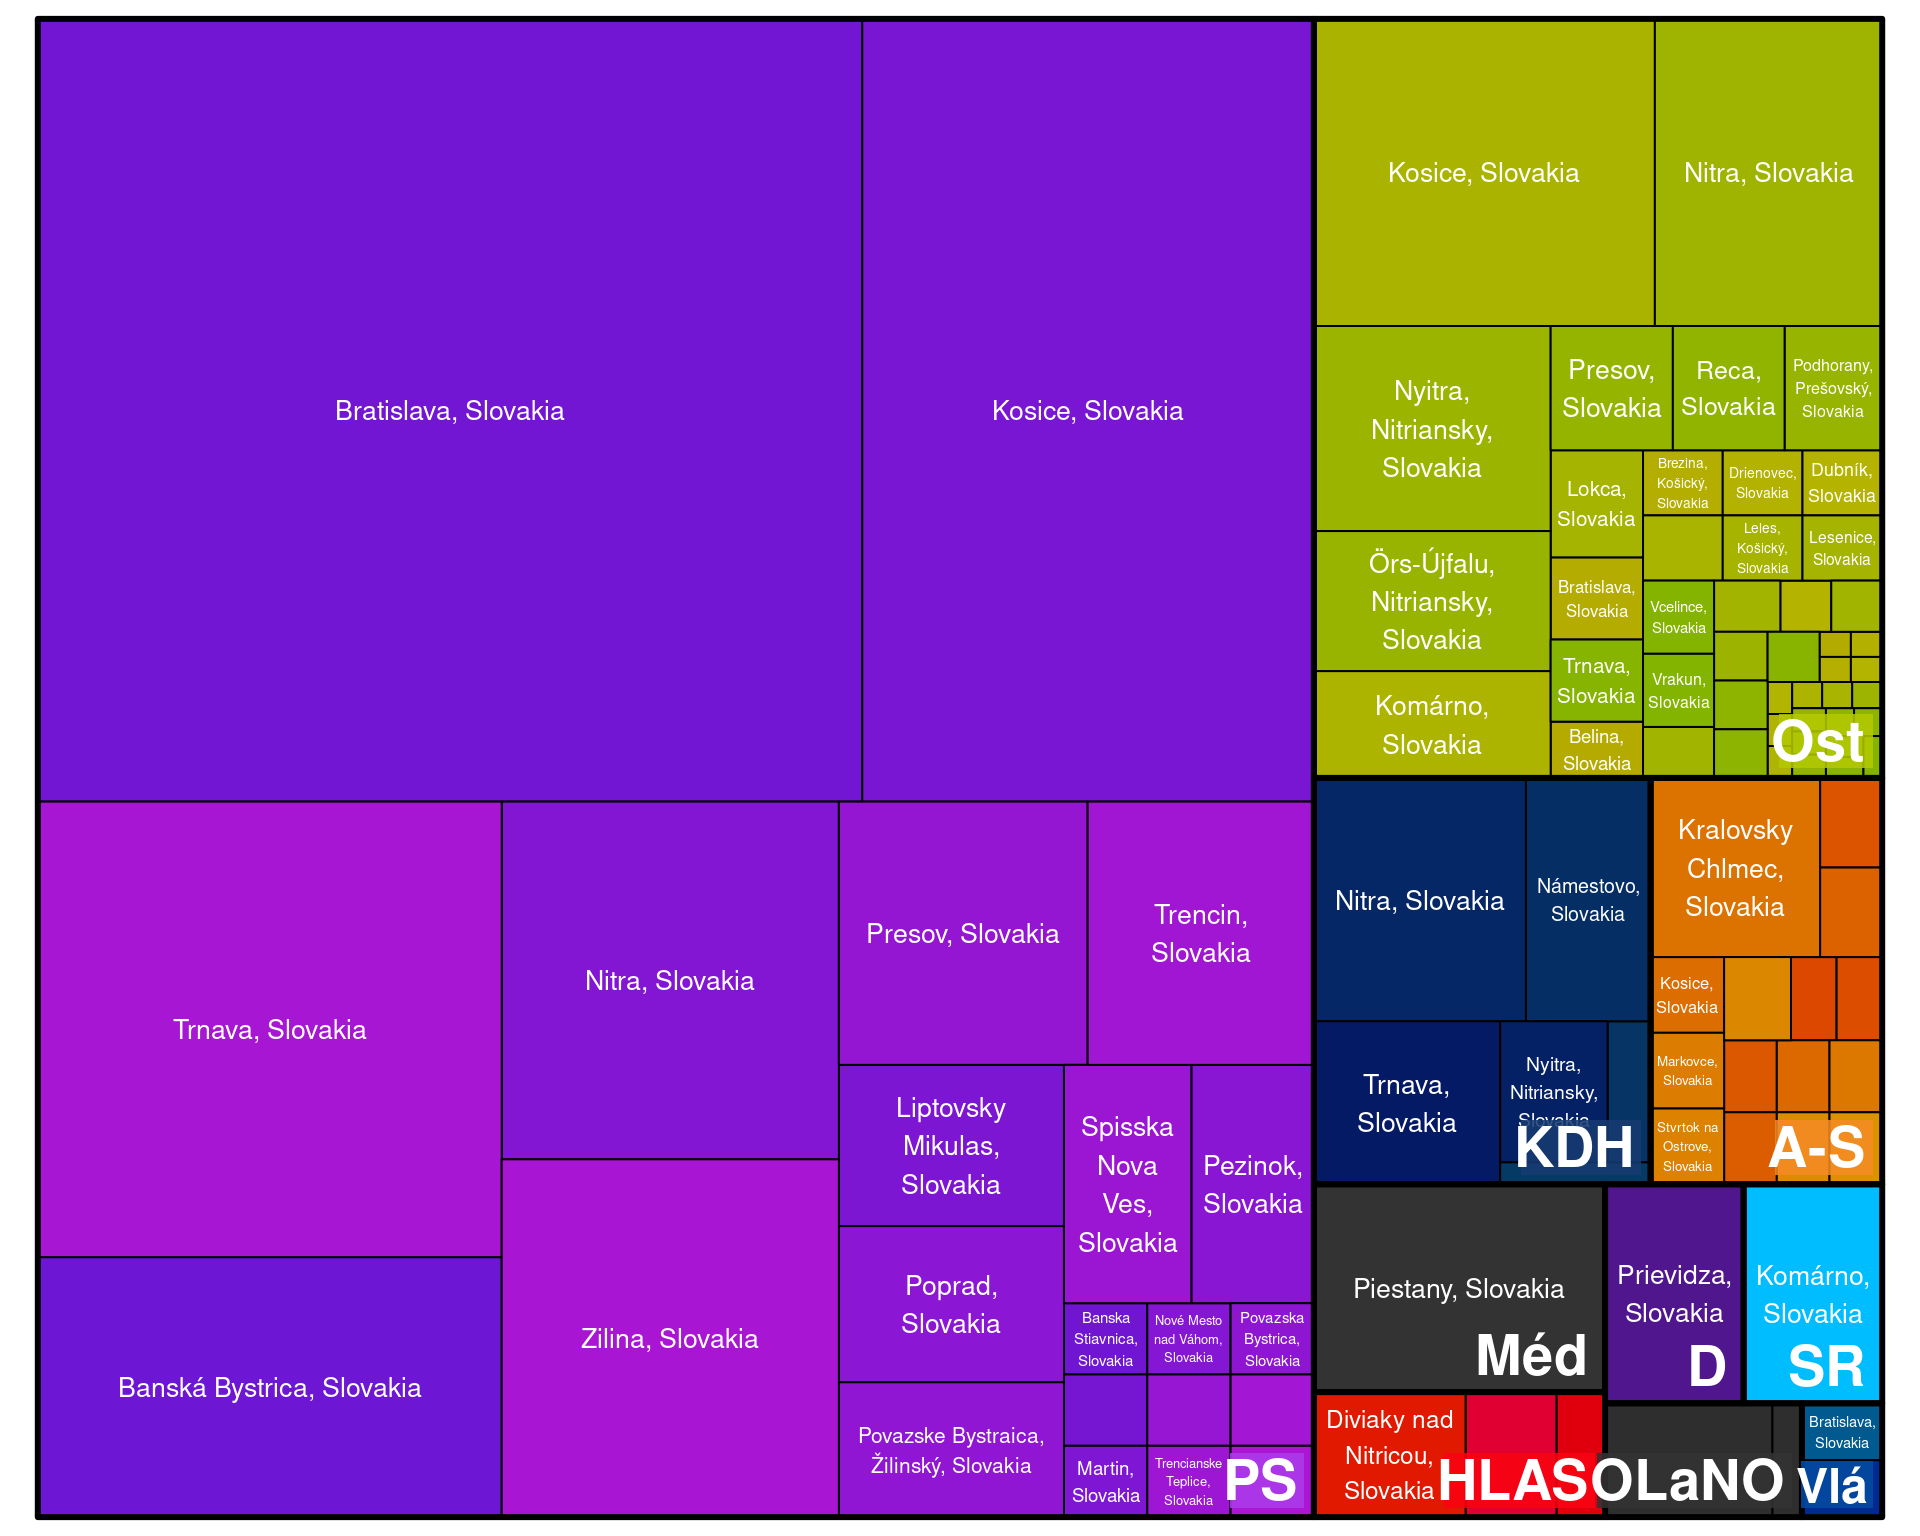 Bratislava, Slovakia
Kosice, Slovakia
Trnava, Slovakia
Banská Bystrica, Slovakia
Nitra, Slovakia
Zilina, Slovakia
Presov, Slovakia
Trencin,
Slovakia
Liptovsky
Mikulas,
Slovakia
Poprad,
Slovakia
Povazske Bystraica,
Žilinský, Slovakia
Spisska
Nova
Ves,
Slovakia
Pezinok,
Slovakia
Banska
Stiavnica,
Slovakia
Nové Mesto
nad Váhom,
Slovakia
Povazska
Bystrica,
Slovakia
Martin,
Slovakia
Trencianske
Teplice,
Slovakia
PS
Kosice, Slovakia
Nitra, Slovakia
Nyitra,
Nitriansky,
Slovakia
Örs-Újfalu,
Nitriansky,
Slovakia
Komárno,
Slovakia
Presov,
Slovakia
Reca,
Slovakia
Podhorany,
Prešovský,
Slovakia
Lokca,
Slovakia
Bratislava,
Slovakia
Trnava,
Slovakia
Belina,
Slovakia
Brezina,
Košický,
Slovakia
Drienovec,
Slovakia
Dubník,
Slovakia
Leles,
Košický,
Slovakia
Lesenice,
Slovakia
Vcelince,
Slovakia
Vrakun,
Slovakia
Ost
Nitra, Slovakia
Námestovo,
Slovakia
Trnava,
Slovakia
Nyitra,
Nitriansky,
Slovakia
KDH
Kralovsky
Chlmec,
Slovakia
Kosice,
Slovakia
Markovce,
Slovakia
Stvrtok na
Ostrove,
Slovakia
A-S
Piestany, Slovakia
Méd
Prievidza,
Slovakia
D
Komárno,
Slovakia
SR
Diviaky nad
Nitricou,
Slovakia
HLAS
OLaNO
Bratislava,
Slovakia
Vlá